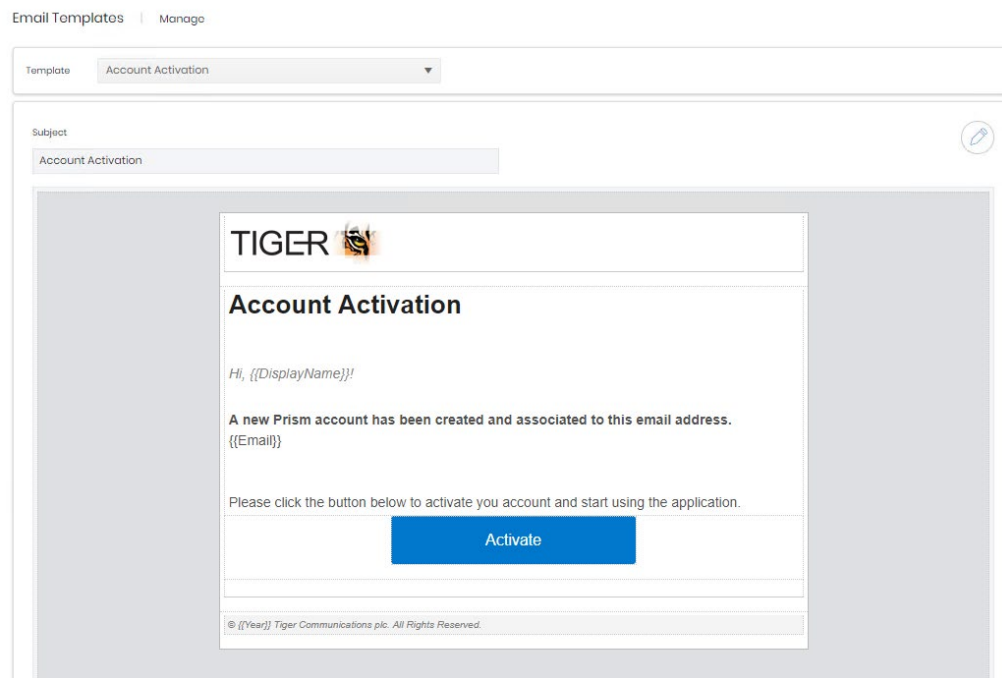 Email Templates | Manage
Template Account Activation
Subject
Account Activation
TIGER
Account Activation
Hi, {{DisplayName}}!
A new Prism account has been created and associated to this email address.
{{Email}}
Please click the button below to activate you account and start using the application.
Activate
© {{Year}} Tiger Communications plc. All Rights Reserved.